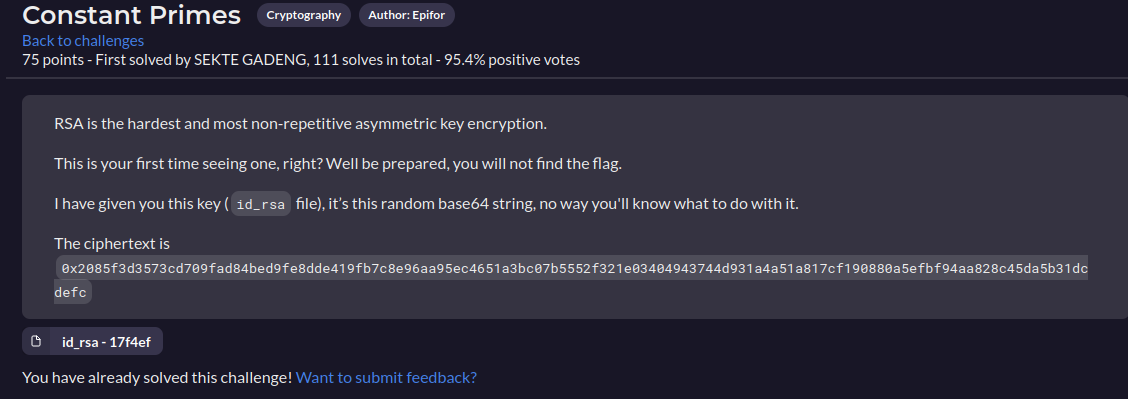 Constant Primes Cryptography Author: Epifor
Back to challenges
75 points - First solved by SEKTE GADENG, 111 solves in total - 95.4% positive votes
RSA is the hardest and most non-repetitive asymmetric key encryption.
This is your first time seeing one, right? Well be prepared, you will not find the flag.
I have given you this key ( id_rsa file), it’s this random base64 string, no way you'll know what to do with it.
The ciphertext is
0x2085f3d3573cd709fad84bed9fe8dde419fb7c8e96aa95ec4651a3bc07b5552f321e03404943744d931a4a51a817cf190880a5efbf94aa828c45da5b31dc
defc
id_rsa - 17f4ef
You have already solved this challenge! Want to submit feedback?